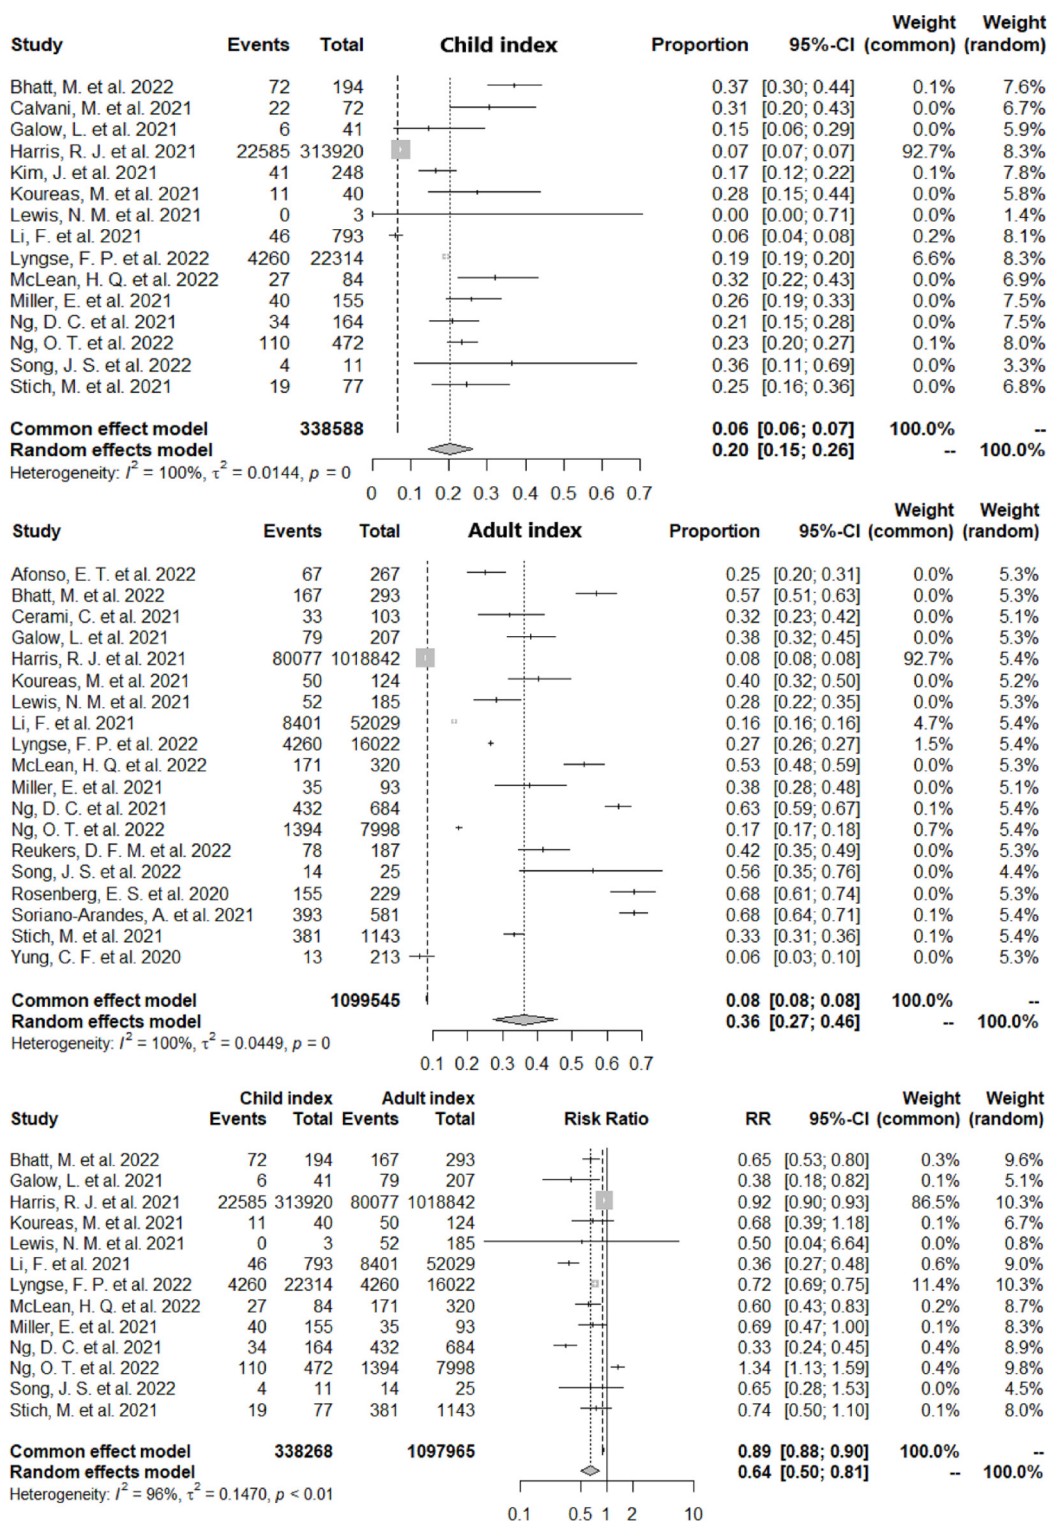 Weight Weight
Study Events Total Child index Proportion 95%-CI (common) (random)
Bhatt, M. et al. 2022 72 194 0.37 [0.30; 0.44] 0.1% 7.6%
Calvani, M. et al. 2021 22 72 0.31 [0.20; 0.43] 0.0% 6.7%
Galow, L. et al. 2021 6 41 0.15 [0.06; 0.29] 0.0% 5.9%
Harris, R. J. et al. 2021 22585 313920 0.07 [0.07; 0.07] 92.7% 8.3%
Kim, J. et al. 2021 41 248 0.17 [0.12; 0.22] 0.1% 7.8%
Koureas, M. et al. 2021 11 40 0.28 [0.15; 0.44] 0.0% 5.8%
Lewis, N. M. et al. 2021 0 3 0.00 [0.00; 0.71] 0.0% 1.4%
Li, F. et al. 2021 46 793 0.06 [0.04; 0.08] 0.2% 8.1%
Lyngse, F. P. et al. 2022 4260 22314 0.19 [0.19; 0.20] 6.6% 8.3%
McLean, H. Q. et al. 2022 27 84 0.32 [0.22; 0.43] 0.0% 6.9%
Miller, E. et al. 2021 40 155 0.26 [0.19; 0.33] 0.0% 7.5%
Ng, D. C. et al. 2021 34 164 0.21 [0.15; 0.28] 0.0% 7.5%
Ng, O. T. et al. 2022 110 472 0.23 [0.20; 0.27] 0.1% 8.0%
Song, J. S. et al. 2022 4 11 0.36 [0.11; 0.69] 0.0% 3.3%
Stich, M. et al. 2021 19 77 0.25 [0.16; 0.36] 0.0% 6.8%
Common effect model 338588 0.06 [0.06; 0.07] 100.0% --
Random effects model 0.20 [0.15; 0.26] -- 100.0%
Heterogeneity: I² = 100%, τ² = 0.0144, p = 0
0 0.1 0.2 0.3 0.4 0.5 0.6 0.7
Weight Weight
Study Events Total Adult index Proportion 95%-CI (common) (random)
Afonso, E. T. et al. 2022 67 267 0.25 [0.20; 0.31] 0.0% 5.3%
Bhatt, M. et al. 2022 167 293 0.57 [0.51; 0.63] 0.0% 5.3%
Cerami, C. et al. 2021 33 103 0.32 [0.23; 0.42] 0.0% 5.1%
Galow, L. et al. 2021 79 207 0.38 [0.32; 0.45] 0.0% 5.3%
Harris, R. J. et al. 2021 80077 1018842 0.08 [0.08; 0.08] 92.7% 5.4%
Koureas, M. et al. 2021 50 124 0.40 [0.32; 0.50] 0.0% 5.2%
Lewis, N. M. et al. 2021 52 185 0.28 [0.22; 0.35] 0.0% 5.3%
Li, F. et al. 2021 8401 52029 0.16 [0.16; 0.16] 4.7% 5.4%
Lyngse, F. P. et al. 2022 4260 16022 0.27 [0.26; 0.27] 1.5% 5.4%
McLean, H. Q. et al. 2022 171 320 0.53 [0.48; 0.59] 0.0% 5.3%
Miller, E. et al. 2021 35 93 0.38 [0.28; 0.48] 0.0% 5.1%
Ng, D. C. et al. 2021 432 684 0.63 [0.59; 0.67] 0.1% 5.4%
Ng, O. T. et al. 2022 1394 7998 0.17 [0.17; 0.18] 0.7% 5.4%
Reukers, D. F. M. et al. 2022 78 187 0.42 [0.35; 0.49] 0.0% 5.3%
Song, J. S. et al. 2022 14 25 0.56 [0.35; 0.76] 0.0% 4.4%
Rosenberg, E. S. et al. 2020 155 229 0.68 [0.61; 0.74] 0.0% 5.3%
Soriano-Arandes, A. et al. 2021 393 581 0.68 [0.64; 0.71] 0.1% 5.4%
Stich, M. et al. 2021 381 1143 0.33 [0.31; 0.36] 0.1% 5.4%
Yung, C. F. et al. 2020 13 213 0.06 [0.03; 0.10] 0.0% 5.3%
Common effect model 1099545 0.08 [0.08; 0.08] 100.0% --
Random effects model 0.36 [0.27; 0.46] -- 100.0%
Heterogeneity: I² = 100%, τ² = 0.0449, p = 0
0.1 0.2 0.3 0.4 0.5 0.6 0.7
Child index Adult index Weight Weight
Study Events Total Events Total Risk Ratio RR 95%-CI (common) (random)
Bhatt, M. et al. 2022 72 194 167 293 0.65 [0.53; 0.80] 0.3% 9.6%
Galow, L. et al. 2021 6 41 79 207 0.38 [0.18; 0.82] 0.1% 5.1%
Harris, R. J. et al. 2021 22585 313920 80077 1018842 0.92 [0.90; 0.93] 86.5% 10.3%
Koureas, M. et al. 2021 11 40 50 124 0.68 [0.39; 1.18] 0.1% 6.7%
Lewis, N. M. et al. 2021 0 3 52 185 0.50 [0.04; 6.64] 0.0% 0.8%
Li, F. et al. 2021 46 793 8401 52029 0.36 [0.27; 0.48] 0.6% 9.0%
Lyngse, F. P. et al. 2022 4260 22314 4260 16022 0.72 [0.69; 0.75] 11.4% 10.3%
McLean, H. Q. et al. 2022 27 84 171 320 0.60 [0.43; 0.83] 0.2% 8.7%
Miller, E. et al. 2021 40 155 35 93 0.69 [0.47; 1.00] 0.1% 8.3%
Ng, D. C. et al. 2021 34 164 432 684 0.33 [0.24; 0.45] 0.4% 8.9%
Ng, O. T. et al. 2022 110 472 1394 7998 1.34 [1.13; 1.59] 0.4% 9.8%
Song, J. S. et al. 2022 4 11 14 25 0.65 [0.28; 1.53] 0.0% 4.5%
Stich, M. et al. 2021 19 77 381 1143 0.74 [0.50; 1.10] 0.1% 8.0%
Common effect model 338268 1097965 0.89 [0.88; 0.90] 100.0% --
Random effects model 0.64 [0.50; 0.81] -- 100.0%
Heterogeneity: I² = 96%, τ² = 0.1470, p < 0.01
0.1 0.5 1 2 10